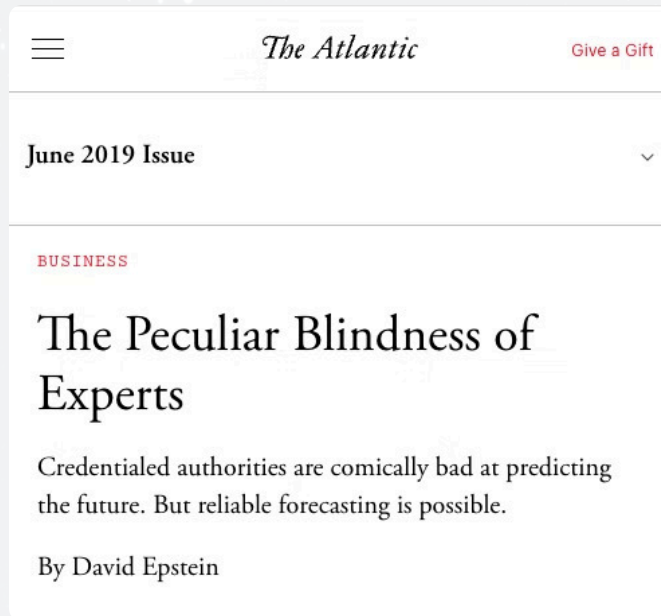 The Atlantic
Give a Gift
June 2019 Issue
BUSINESS
The Peculiar Blindness of
Experts
Credentialed authorities are comically bad at predicting
the future. But reliable forecasting is possible.
By David Epstein